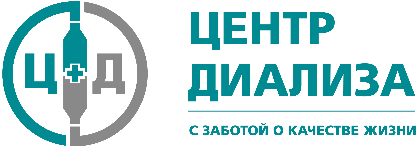 Ц Д
ЦЕНТР
ДИАЛИЗА
С ЗАБОТОЙ О КАЧЕСТВЕ ЖИЗНИ